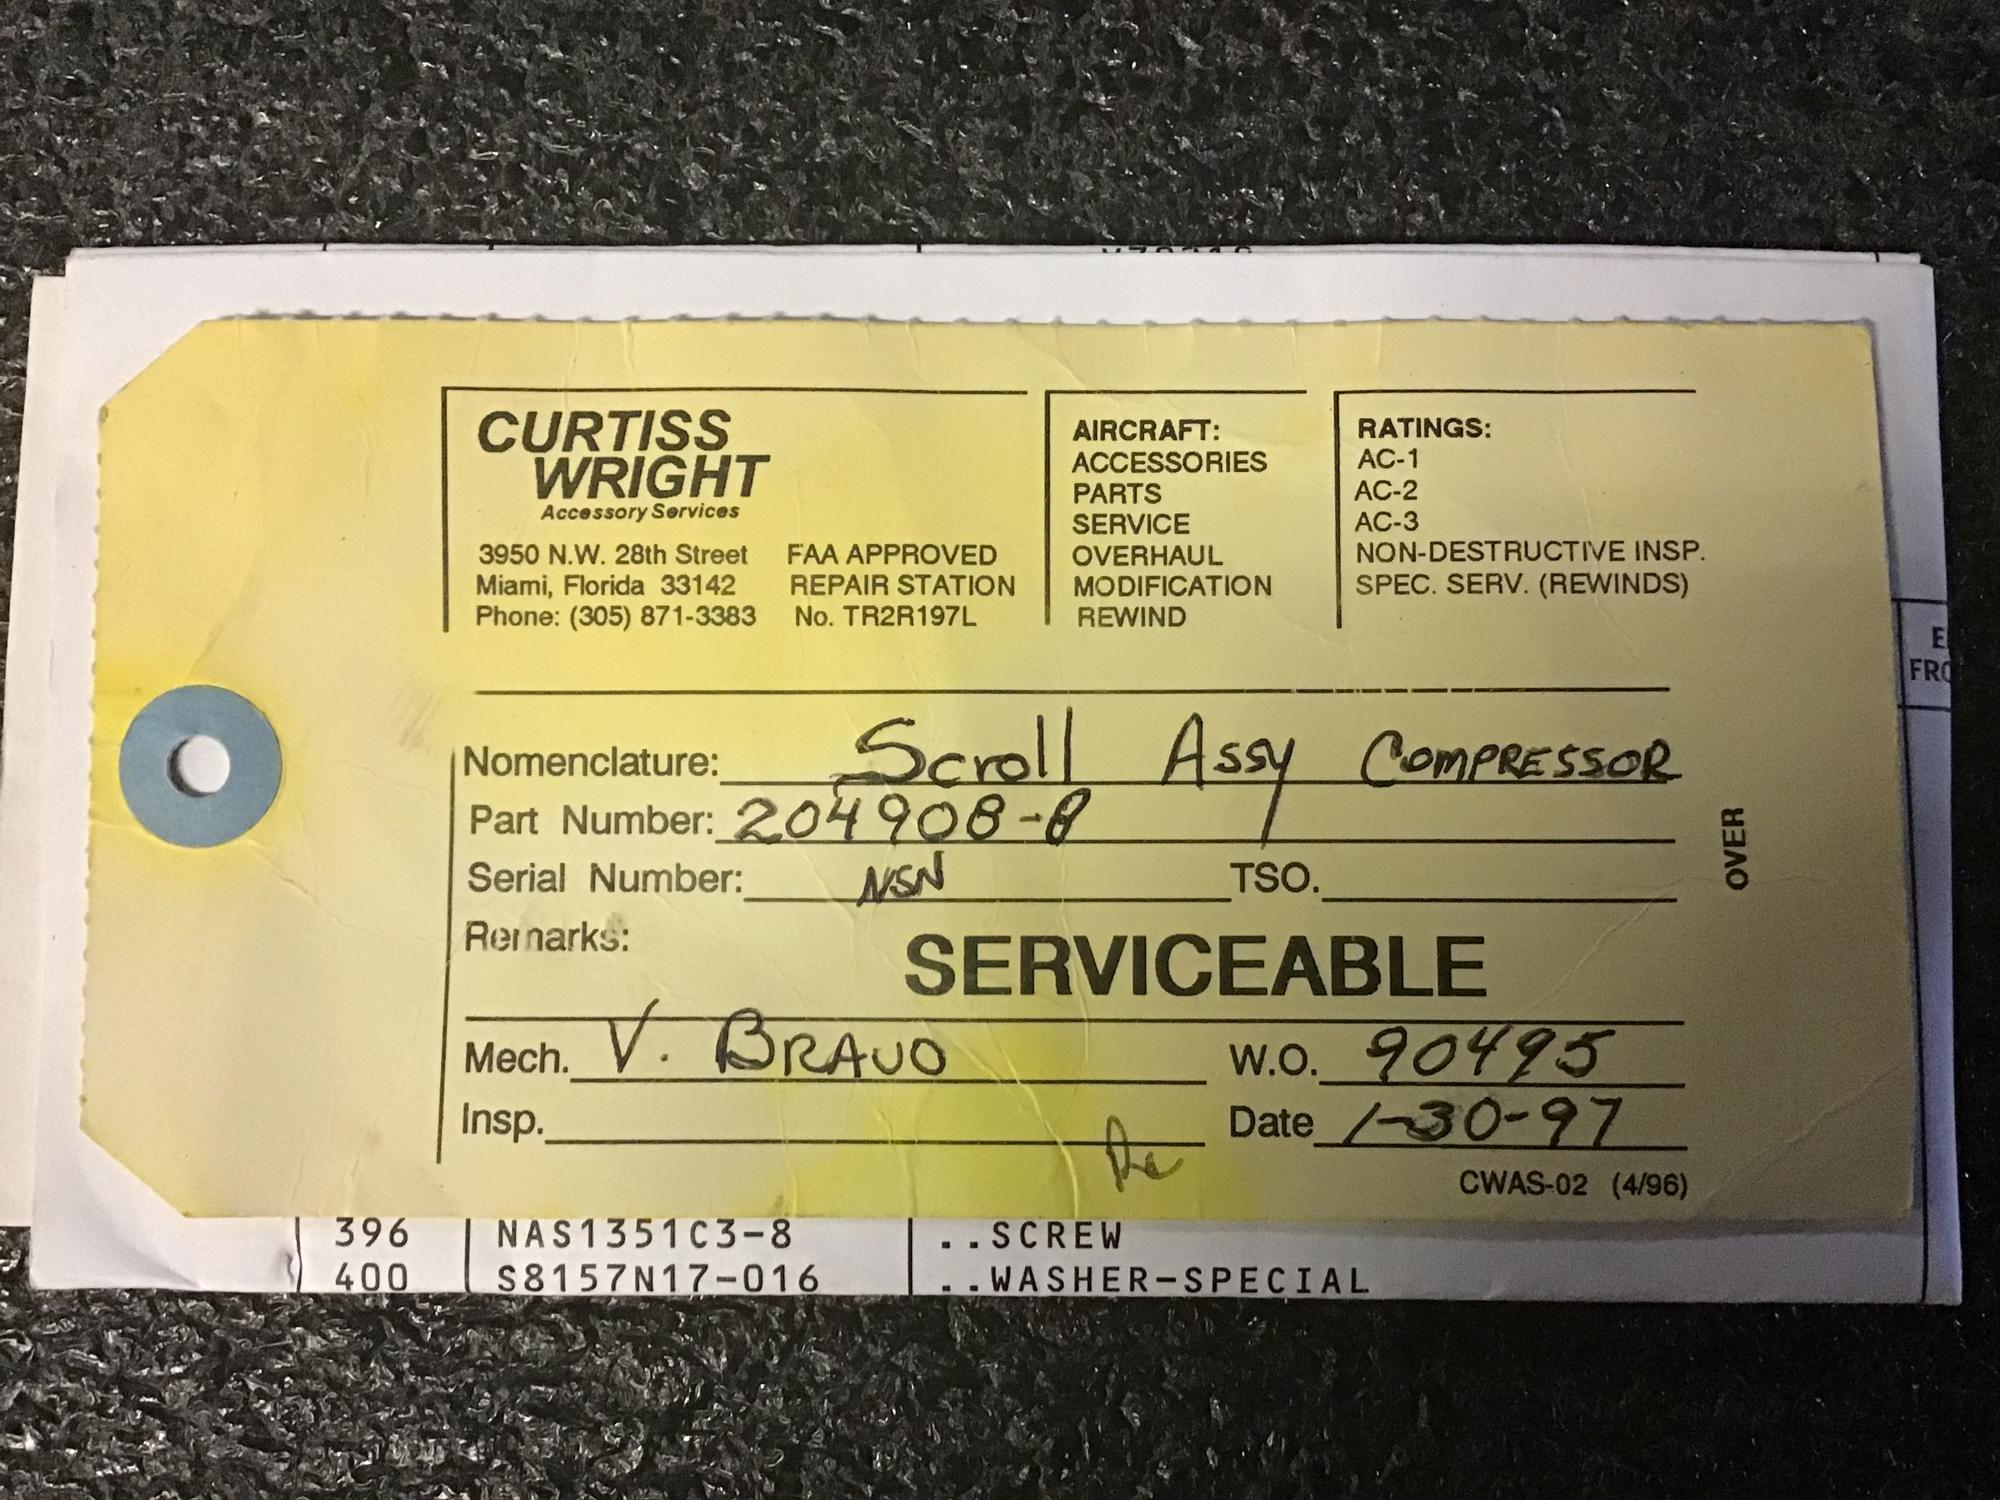 CURTISS
WRIGHT
Accessory Services
3950 N.W. 28th Street FAA APPROVED
Miami, Florida 33142 REPAIR STATION
Phone: (305) 871-3383 No. TR2R197L
AIRCRAFT:
ACCESSORIES
PARTS
SERVICE
OVERHAUL
MODIFICATION
REWIND
RATINGS:
AC-1
AC-2
AC-3
NON-DESTRUCTIVE INSP.
SPEC. SERV. (REWINDS)
Nomenclature: Scroll Assy COMPRESSOR
Part Number: 204908-8
Serial Number: NSN TSO.
Remarks:
SERVICEABLE
Mech. V. BRAVO W.O. 90495
Insp. Date 1-30-97
CWAS-02 (4/96)
OVER
396 NAS1351C3-8 ..SCREW
400 S8157N17-016 ..WASHER-SPECIAL